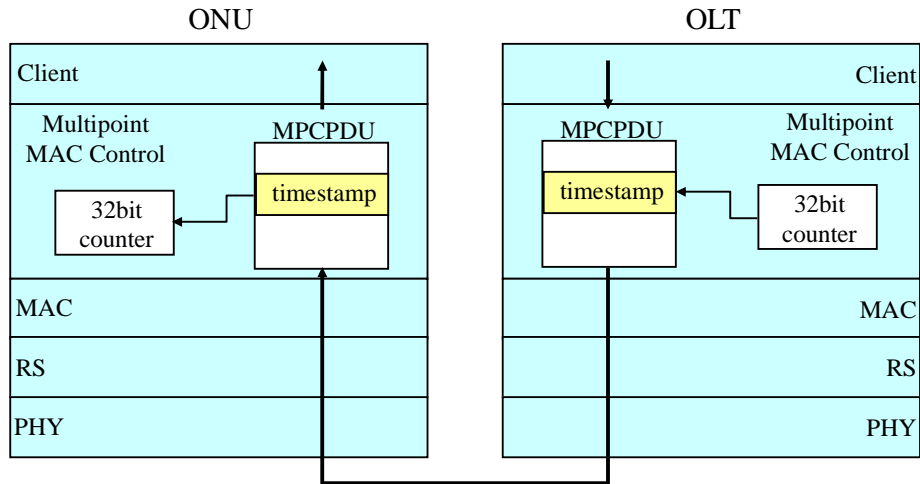 ONU
Client
Multipoint
MAC Control
MPCPDU
timestamp
32bit
counter
MAC
RS
PHY
OLT
Client
MPCPDU
Multipoint
MAC Control
timestamp
32bit
counter
MAC
RS
PHY